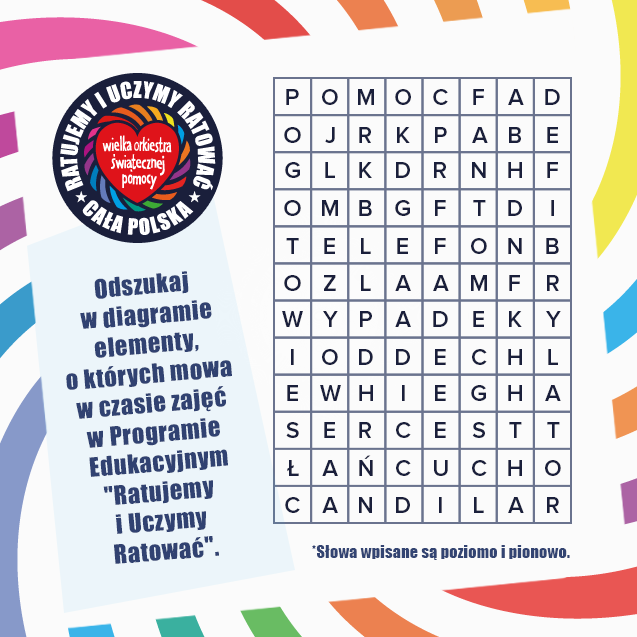 RATUJEMY I UCZYMY RATOWAĆ
wielka orkiestra
świątecznej
pomocy
★ CAŁA POLSKA ★
Odszukaj
w diagramie
elementy,
o których mowa
w czasie zajęć
w Programie
Edukacyjnym
"Ratujemy
i Uczymy
Ratować".
P O M O C F A D
O J R K P A B E
G L K D R N H F
O M B G F T D I
T E L E F O N B
O Z L A A M F R
W Y P A D E K Y
I O D D E C H L
E W H I E G H A
S E R C E S T T
Ł A Ń C U C H O
C A N D I L A R
*Słowa wpisane są poziomo i pionowo.